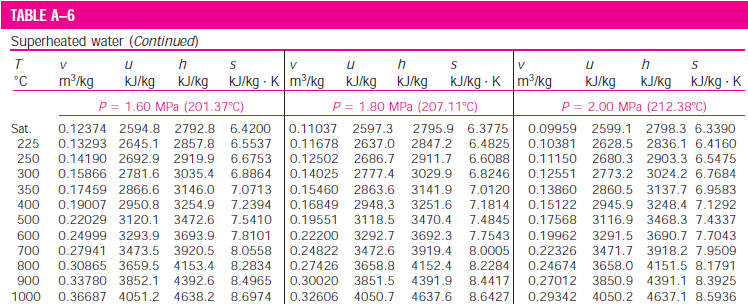 TABLE A–6
Superheated water (Continued)
T v u h s v u h s v u h s
°C m³/kg kJ/kg kJ/kg kJ/kg · K m³/kg kJ/kg kJ/kg kJ/kg · K m³/kg kJ/kg kJ/kg kJ/kg · K
P = 1.60 MPa (201.37°C) P = 1.80 MPa (207.11°C) P = 2.00 MPa (212.38°C)
Sat. 0.12374 2594.8 2792.8 6.4200 0.11037 2597.3 2795.9 6.3775 0.09959 2599.1 2798.3 6.3390
225 0.13293 2645.1 2857.8 6.5537 0.11678 2637.0 2847.2 6.4825 0.10381 2628.5 2836.1 6.4160
250 0.14190 2692.9 2919.9 6.6753 0.12502 2686.7 2911.7 6.6088 0.11150 2680.3 2903.3 6.5475
300 0.15866 2781.6 3035.4 6.8864 0.14025 2777.4 3029.9 6.8246 0.12551 2773.2 3024.2 6.7684
350 0.17459 2866.6 3146.0 7.0713 0.15460 2863.6 3141.9 7.0120 0.13860 2860.5 3137.7 6.9583
400 0.19007 2950.8 3254.9 7.2394 0.16849 2948.3 3251.6 7.1814 0.15122 2945.9 3248.4 7.1292
500 0.22029 3120.1 3472.6 7.5410 0.19551 3118.5 3470.4 7.4845 0.17568 3116.9 3468.3 7.4337
600 0.24999 3293.9 3693.9 7.8101 0.22200 3292.7 3692.3 7.7543 0.19962 3291.5 3690.7 7.7043
700 0.27941 3473.5 3920.5 8.0558 0.24822 3472.6 3919.4 8.0005 0.22326 3471.7 3918.2 7.9509
800 0.30865 3659.5 4153.4 8.2834 0.27426 3658.8 4152.4 8.2284 0.24674 3658.0 4151.5 8.1791
900 0.33780 3852.1 4392.6 8.4965 0.30020 3851.5 4391.9 8.4417 0.27012 3850.9 4391.1 8.3925
1000 0.36687 4051.2 4638.2 8.6974 0.32606 4050.7 4637.6 8.6427 0.29342 4050.2 4637.1 8.5936